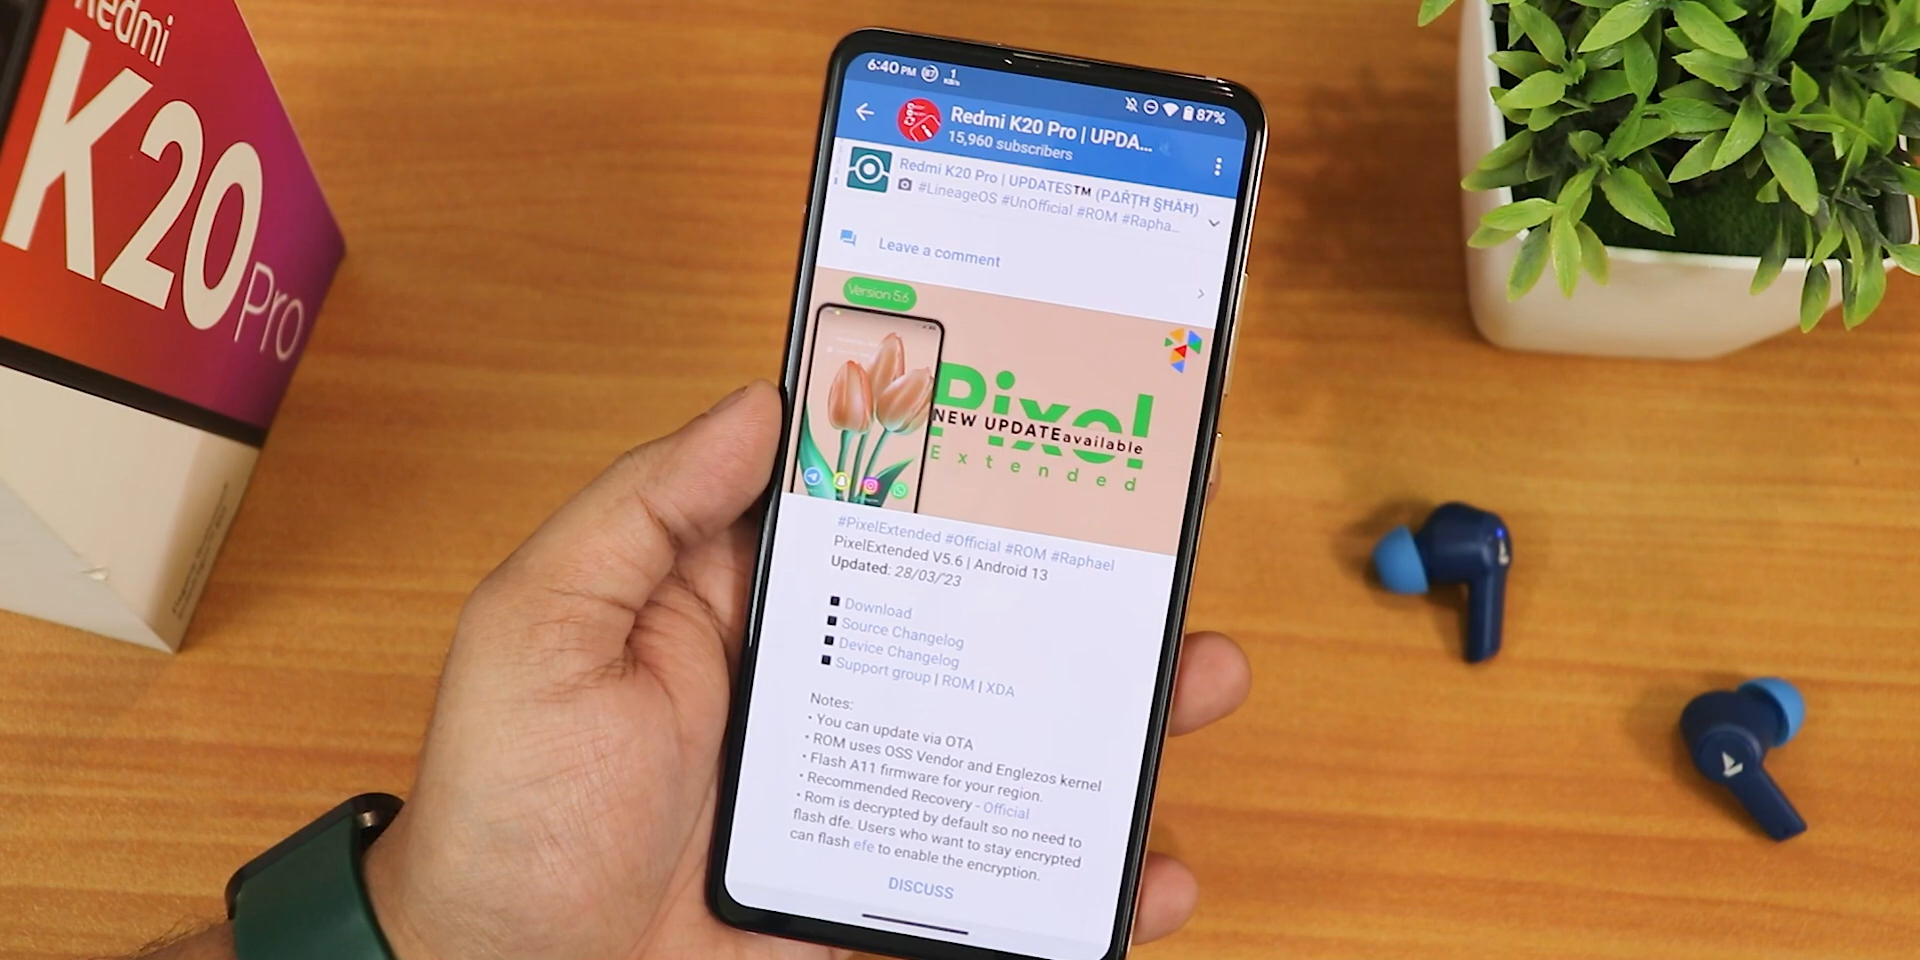 Redmi
K20
Pro
6:40 PM 87 1 KB/s 87%
Redmi K20 Pro | UPDA...
15,960 subscribers
Redmi K20 Pro | UPDATES™ (PΔŘŢĦ §ĦÄĦ)
#LineageOS #UnOfficial #ROM #Rapha...
Leave a comment
Version 5.6
Pixel
NEW UPDATE available
Extended
#PixelExtended #Official #ROM #Raphael
PixelExtended V5.6 | Android 13
Updated: 28/03/'23
Download
Source Changelog
Device Changelog
Support group | ROM | XDA
Notes:
• You can update via OTA
• ROM uses OSS Vendor and Englezos kernel
• Flash A11 firmware for your region.
• Recommended Recovery - Official
• Rom is decrypted by default so no need to
flash dfe. Users who want to stay encrypted
can flash efe to enable the encryption.
DISCUSS